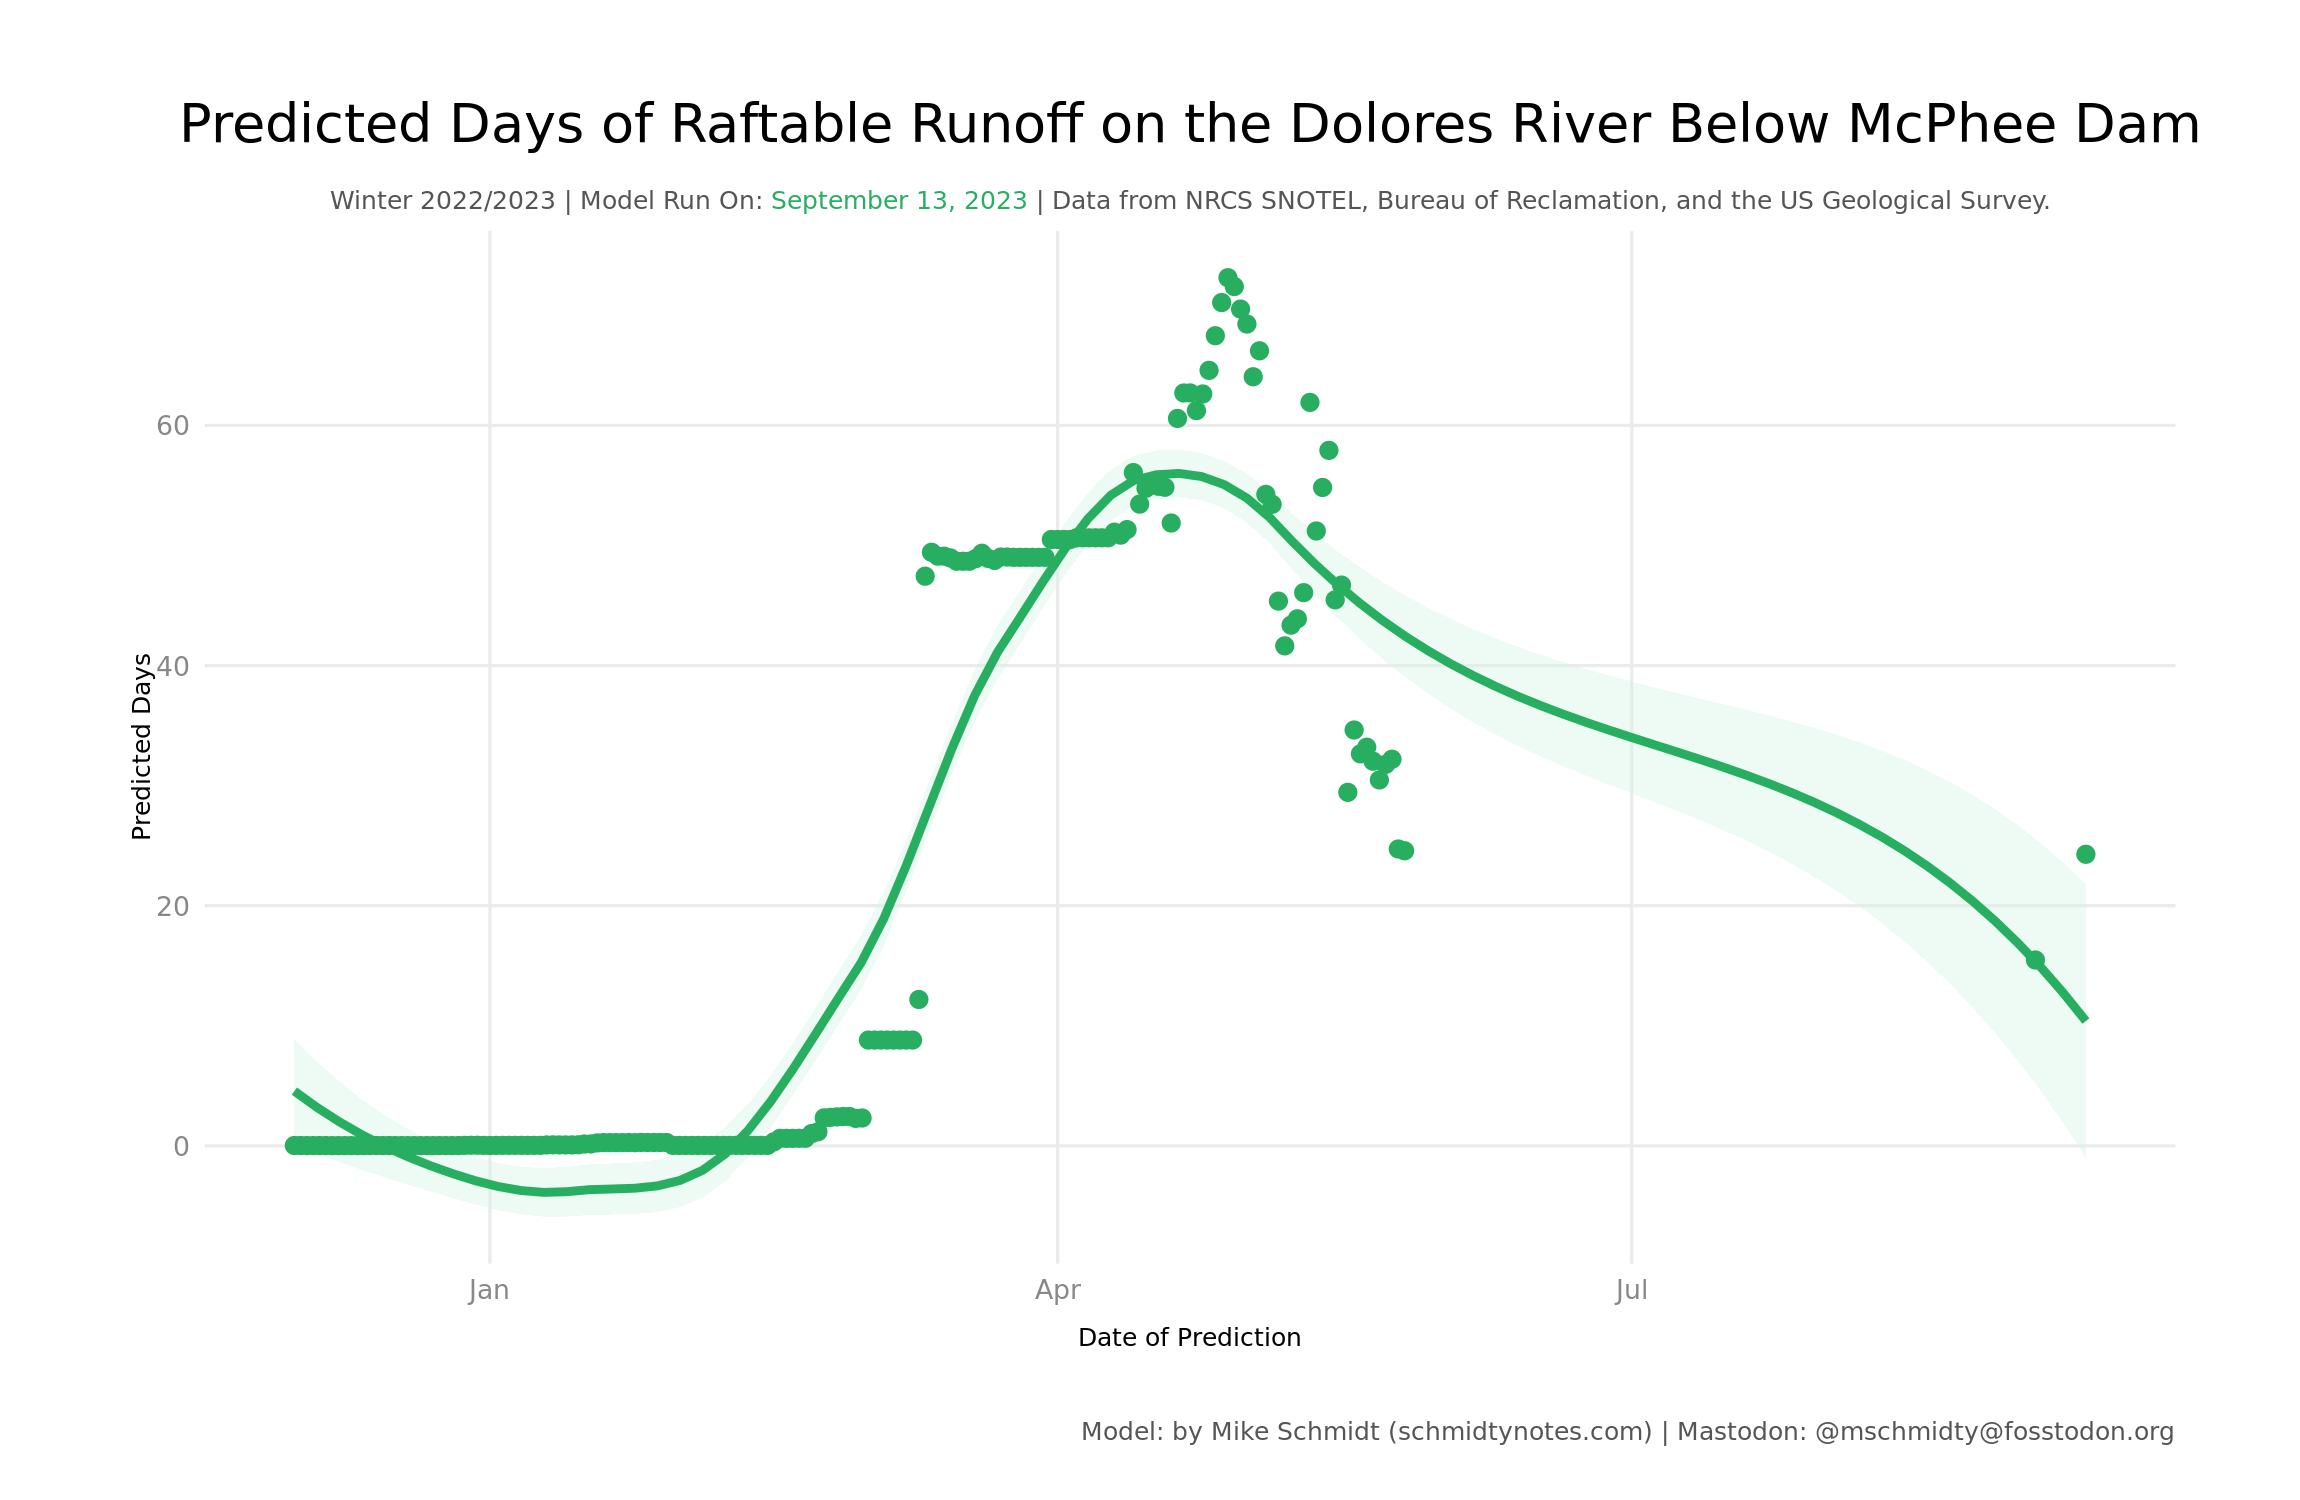 Predicted Days of Raftable Runoff on the Dolores River Below McPhee Dam
Winter 2022/2023 | Model Run On: September 13, 2023 | Data from NRCS SNOTEL, Bureau of Reclamation, and the US Geological Survey.
Predicted Days
60
40
20
0
Jan
Apr
Jul
Date of Prediction
Model: by Mike Schmidt (schmidtynotes.com) | Mastodon: @mschmidty@fosstodon.org